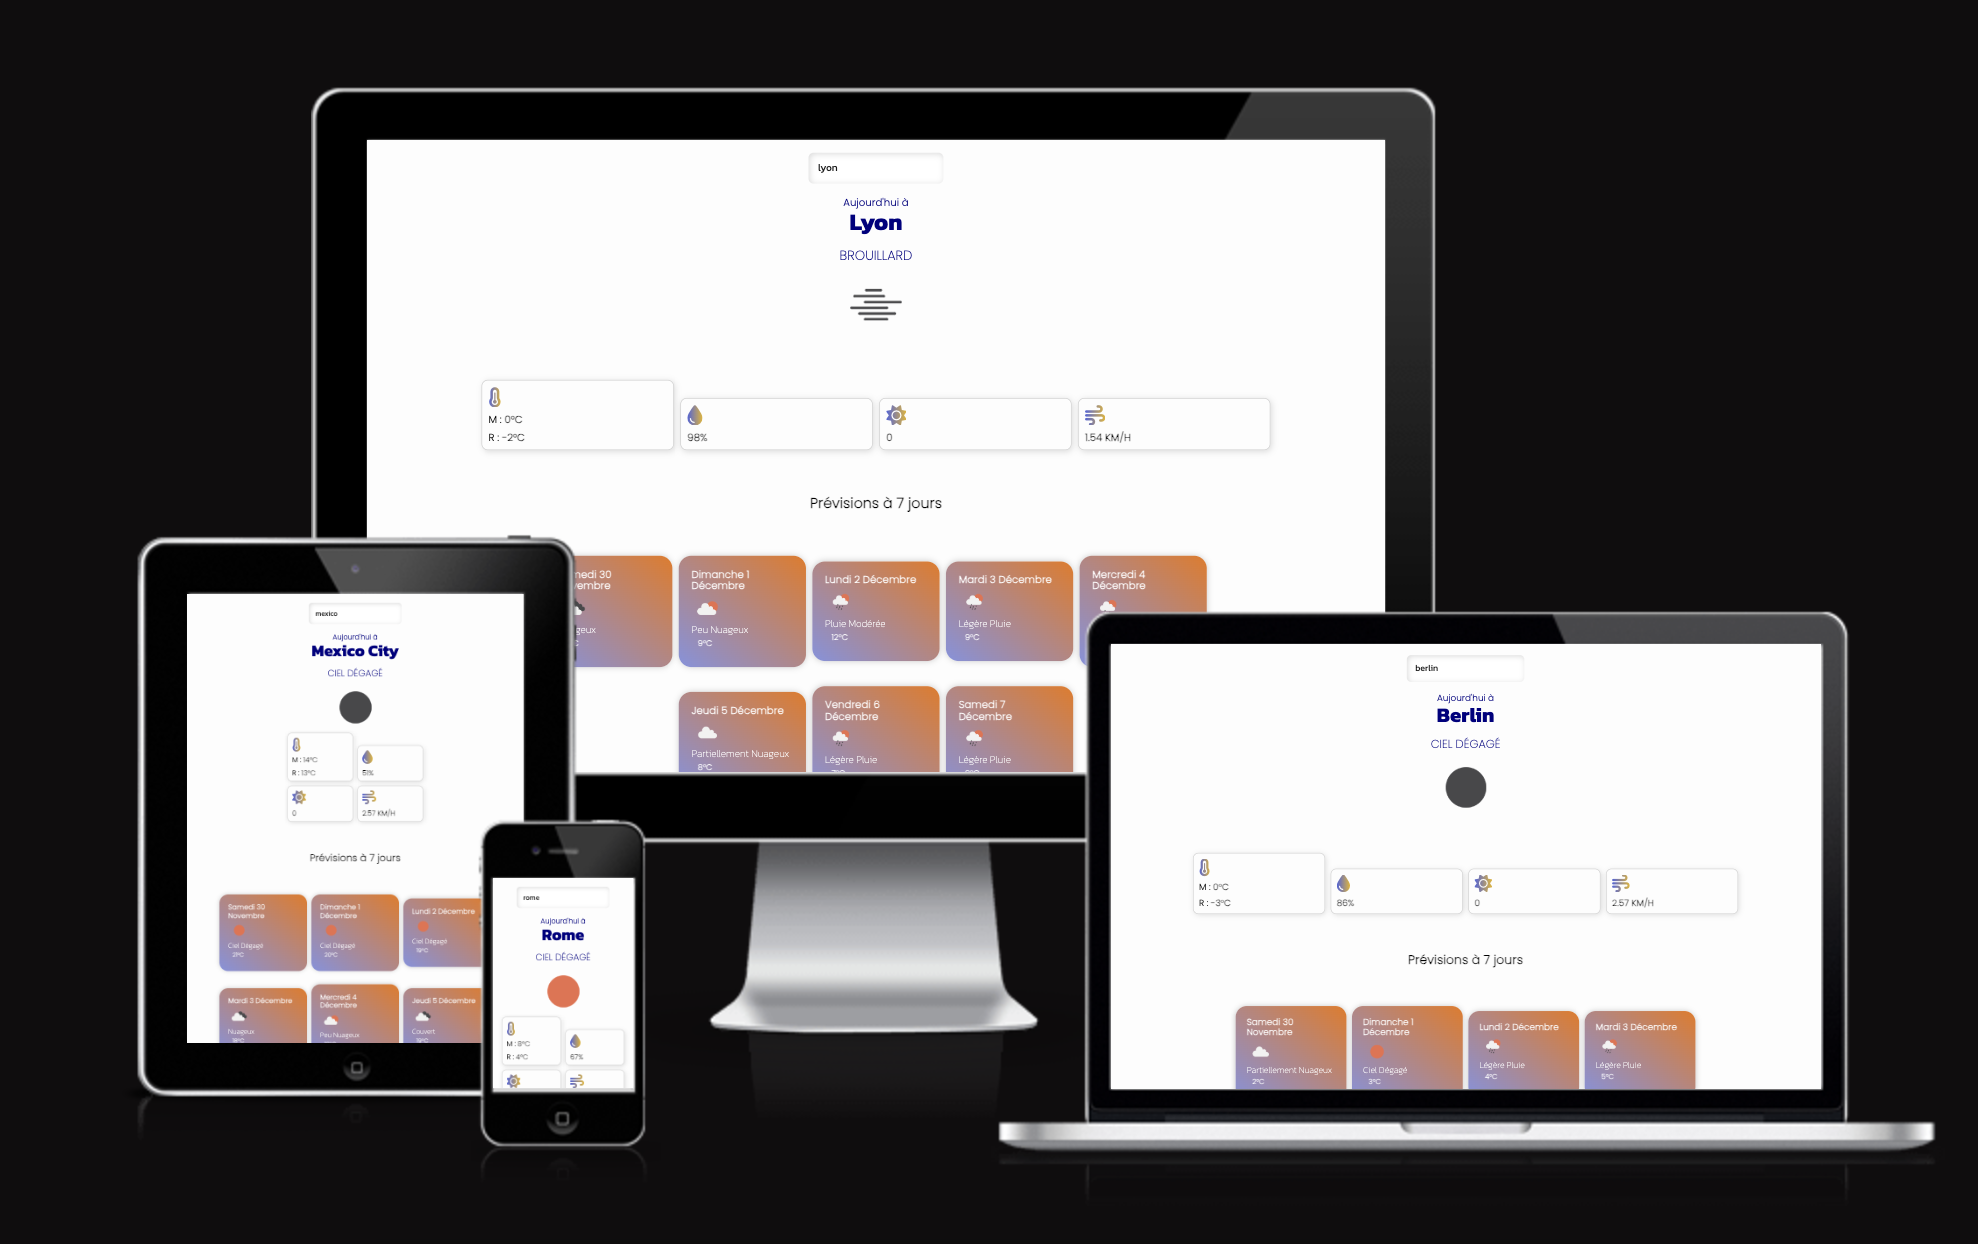 lyon
Aujourd'hui à
Lyon
BROUILLARD
M : 0°C
R : -2°C
98%
0
1.54 KM/H
Prévisions à 7 jours
medi 30
vembre
geux
C
Dimanche 1
Décembre
Peu Nuageux
9°C
Lundi 2 Décembre
Pluie Modérée
12°C
Mardi 3 Décembre
Légère Pluie
9°C
Mercredi 4
Décembre
Jeudi 5 Décembre
Partiellement Nuageux
8°C
Vendredi 6
Décembre
Légère Pluie
Samedi 7
Décembre
Légère Pluie
mexico
Aujourd'hui à
Mexico City
CIEL DÉGAGÉ
M : 14°C
R : 13°C
51%
0
2.57 KM/H
Prévisions à 7 jours
Samedi 30
Novembre
Ciel Dégagé
21°C
Dimanche 1
Décembre
Ciel Dégagé
20°C
Lundi 2 Décembre
Ciel Dégagé
19°C
Mardi 3 Décembre
Nuageux
Mercredi 4
Décembre
Peu Nuageux
Jeudi 5 Décembre
Couvert
rome
Aujourd'hui à
Rome
CIEL DÉGAGÉ
M : 8°C
R : 4°C
67%
berlin
Aujourd'hui à
Berlin
CIEL DÉGAGÉ
M : 0°C
R : -3°C
86%
0
2.57 KM/H
Prévisions à 7 jours
Samedi 30
Novembre
Partiellement Nuageux
2°C
Dimanche 1
Décembre
Ciel Dégagé
3°C
Lundi 2 Décembre
Légère Pluie
4°C
Mardi 3 Décembre
Légère Pluie
5°C